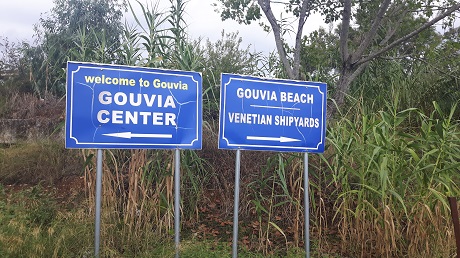 welcome to Gouvia
GOUVIA
CENTER
GOUVIA BEACH
VENETIAN SHIPYARDS